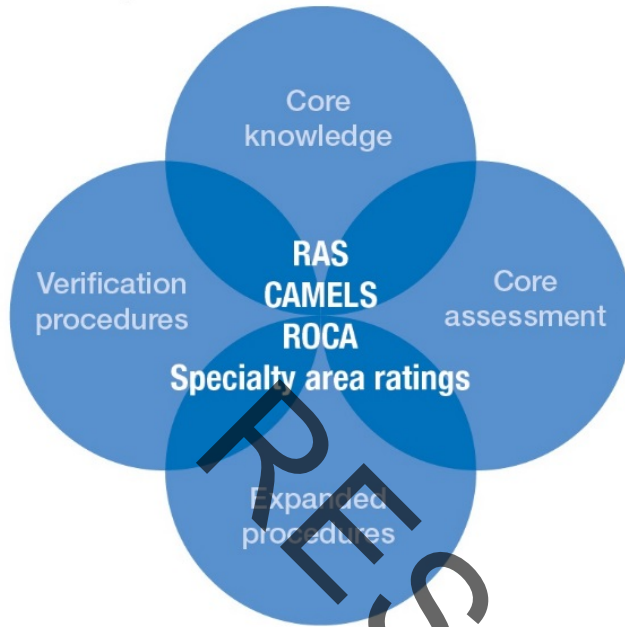 Core
knowledge
Verification
procedures
RAS
CAMELS
ROCA
Specialty area ratings
Core
assessment
Expanded
procedures
RES